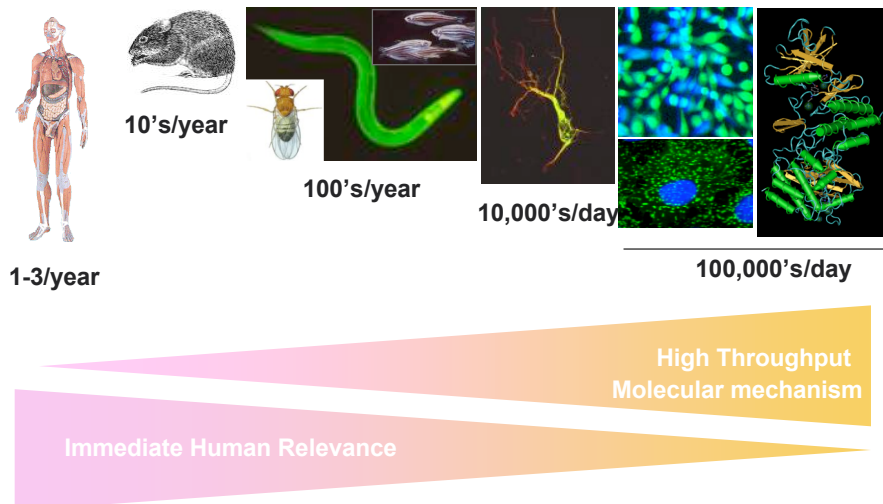 10's/year
100's/year
10,000's/day
1-3/year
100,000's/day
High Throughput
Molecular mechanism
Immediate Human Relevance